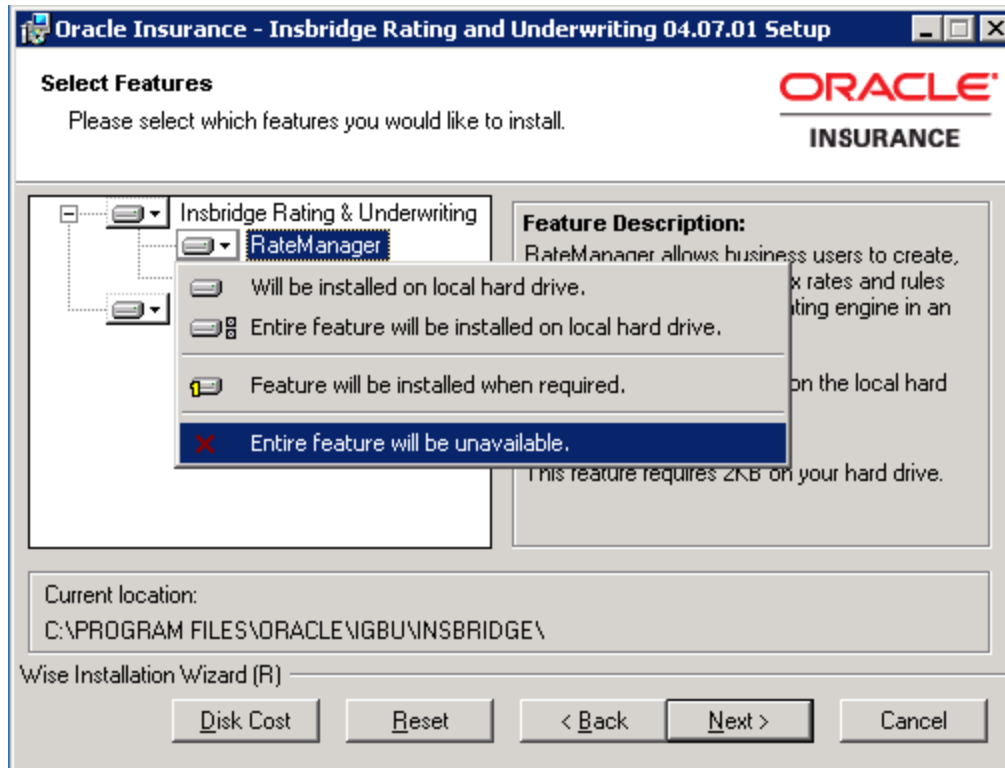 Oracle Insurance - Insbridge Rating and Underwriting 04.07.01 Setup
Select Features
Please select which features you would like to install.
ORACLE
INSURANCE
Insbridge Rating & Underwriting
RateManager
Feature Description:
RateManager allows business users to create,
x rates and rules
ting engine in an
on the local hard
This feature requires 2KB on your hard drive.
Will be installed on local hard drive.
Entire feature will be installed on local hard drive.
Feature will be installed when required.
Entire feature will be unavailable.
Current location:
C:\PROGRAM FILES\ORACLE\IGBU\INSBRIDGE\
Wise Installation Wizard (R)
Disk Cost
Reset
< Back
Next >
Cancel